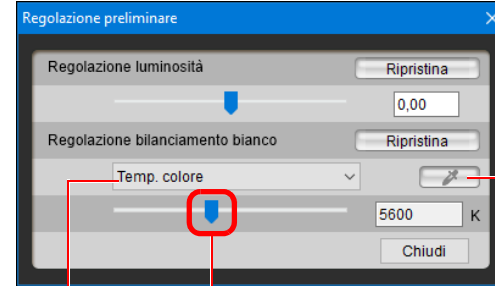 Regolazione preliminare
Regolazione luminosità Ripristina
0,00
Regolazione bilanciamento bianco Ripristina
Temp. colore
5600 K
Chiudi